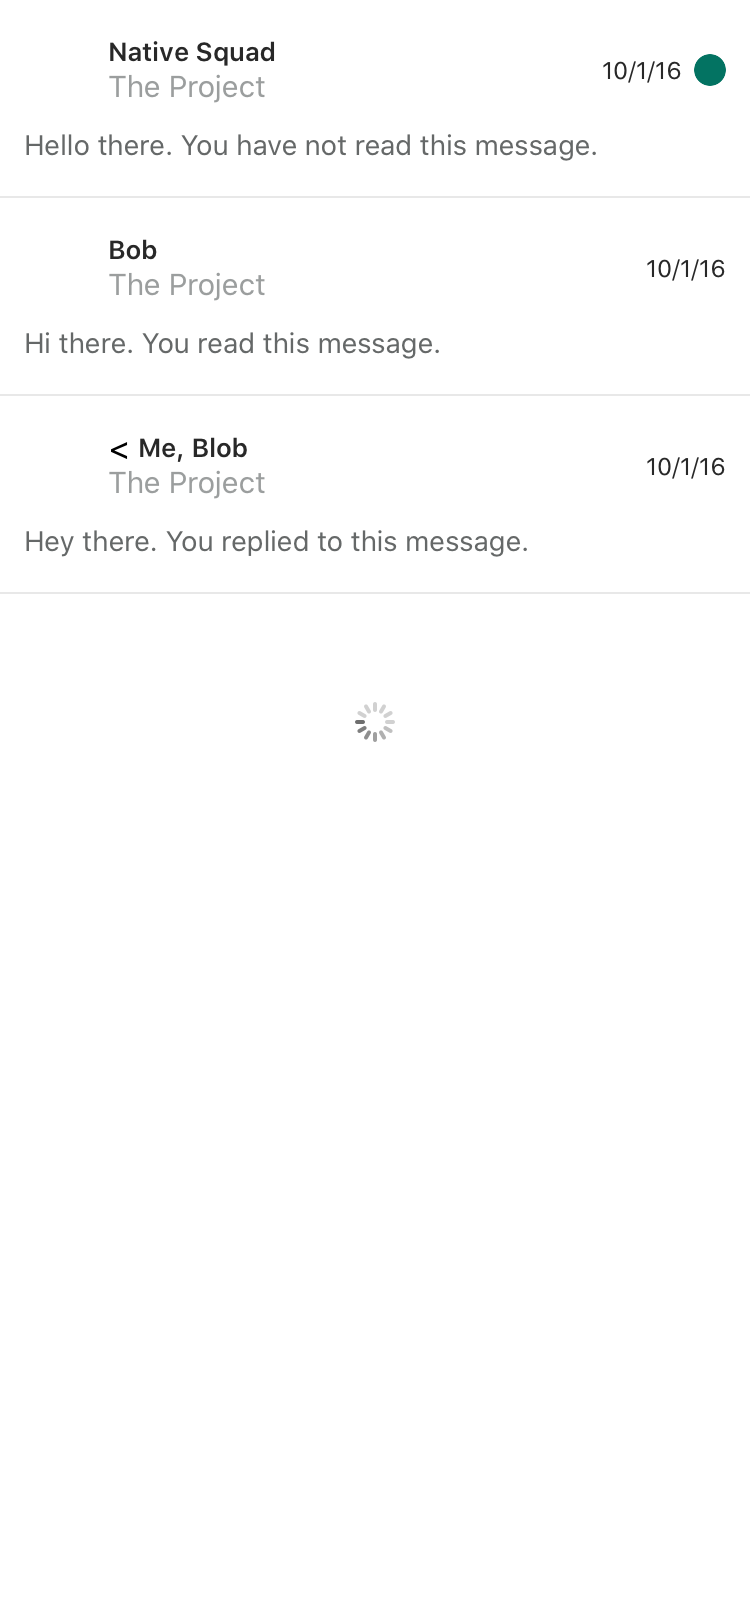 Native Squad
The Project
10/1/16
Hello there. You have not read this message.
Bob
The Project
10/1/16
Hi there. You read this message.
< Me, Blob
The Project
10/1/16
Hey there. You replied to this message.